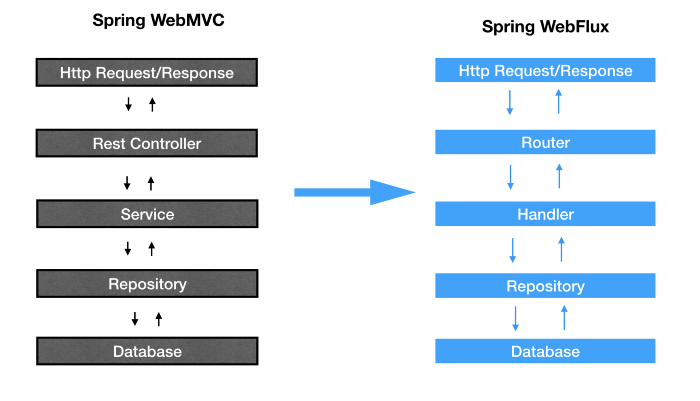 Spring WebMVC
Http Request/Response
Rest Controller
Service
Repository
Database
Spring WebFlux
Http Request/Response
Router
Handler
Repository
Database